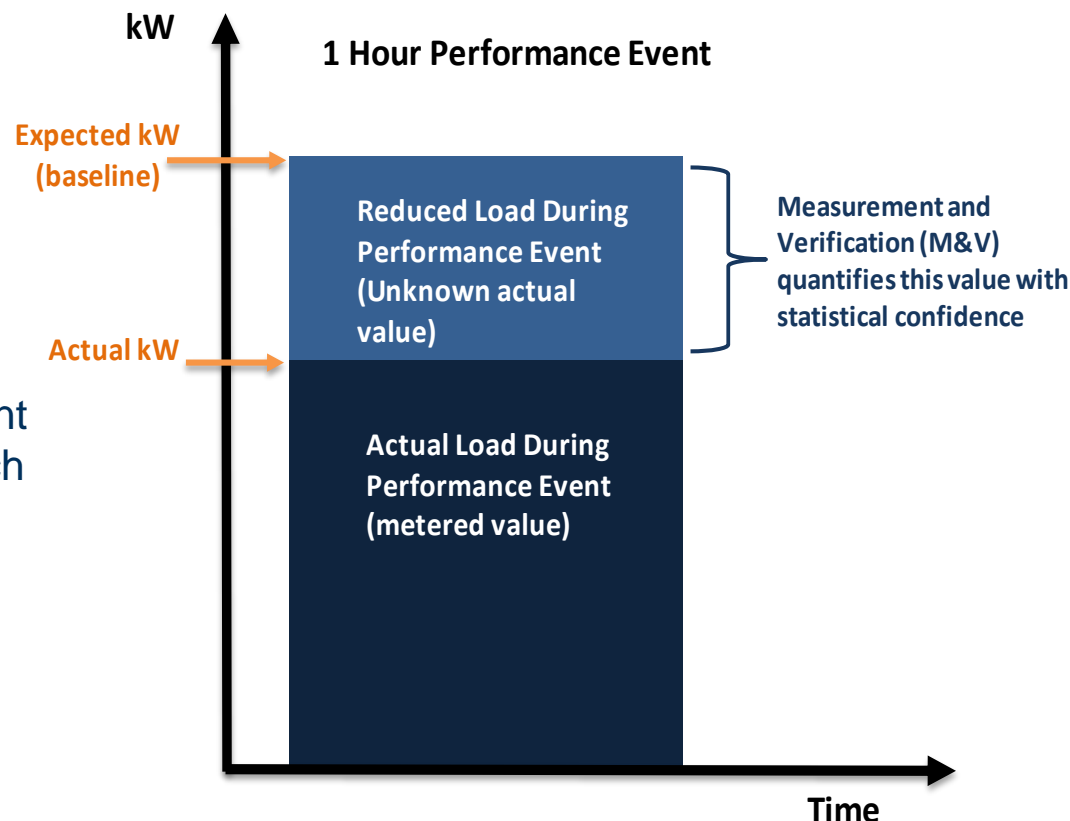 kW
1 Hour Performance Event
Expected kW
(baseline)
Reduced Load During
Performance Event
(Unknown actual
value)
Measurement and
Verification (M&V)
quantifies this value with
statistical confidence
Actual kW
nt
ch
Actual Load During
Performance Event
(metered value)
Time